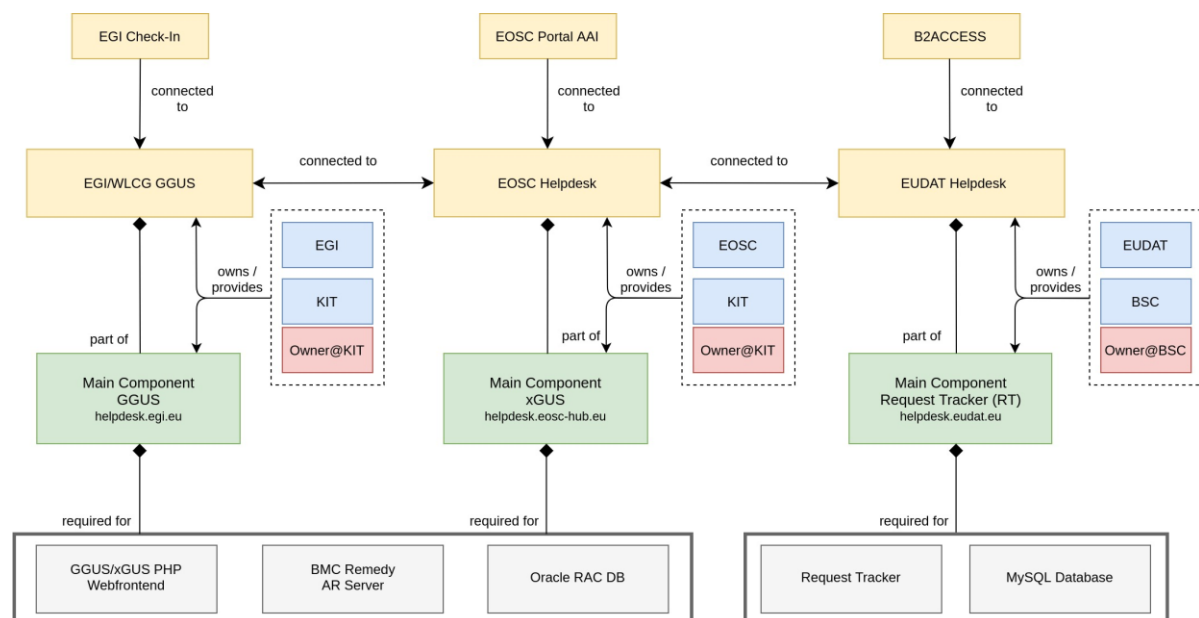 EGI Check-In
EOSC Portal AAI
B2ACCESS
connected
to
connected
to
connected
to
EGI/WLCG GGUS
connected to
EOSC Helpdesk
connected to
EUDAT Helpdesk
EGI
KIT
Owner@KIT
owns /
provides
EOSC
KIT
Owner@KIT
owns /
provides
EUDAT
BSC
Owner@BSC
owns /
provides
part of
part of
part of
Main Component
GGUS
helpdesk.egi.eu
Main Component
xGUS
helpdesk.eosc-hub.eu
Main Component
Request Tracker (RT)
helpdesk.eudat.eu
required for
required for
required for
GGUS/xGUS PHP
Webfrontend
BMC Remedy
AR Server
Oracle RAC DB
Request Tracker
MySQL Database